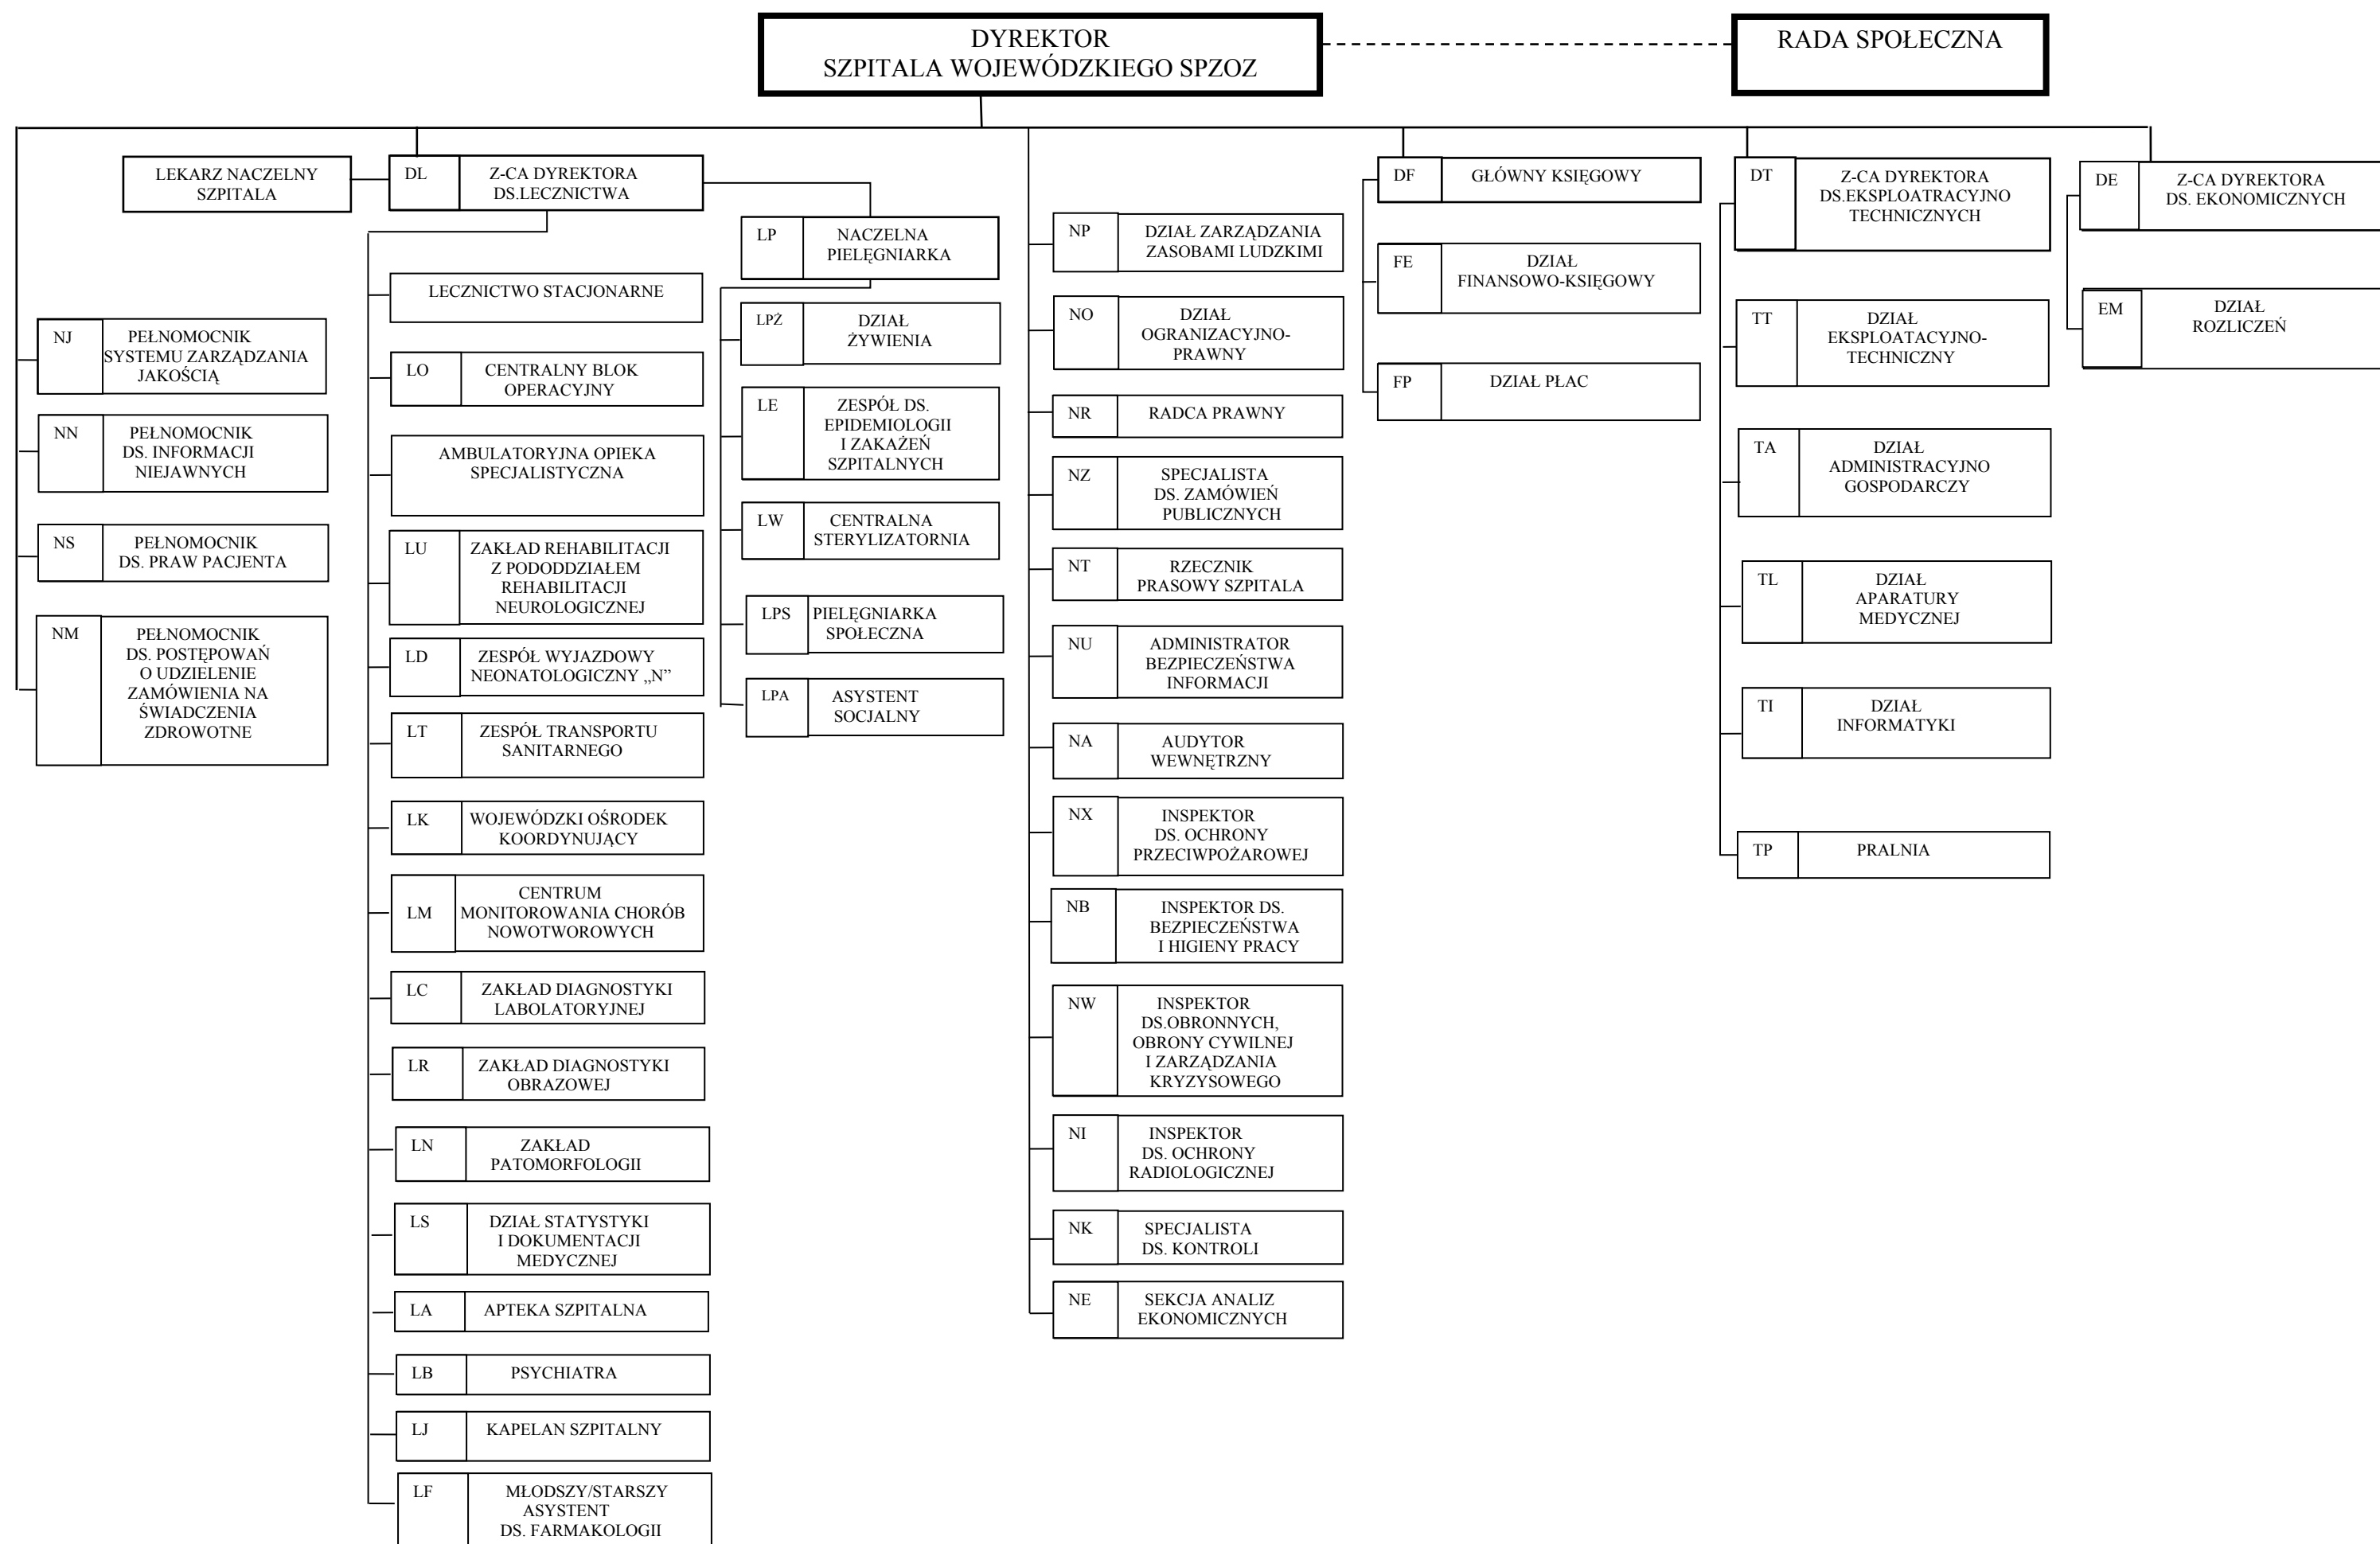 DYREKTOR
SZPITALA WOJEWÓDZKIEGO SPZOZ
RADA SPOŁECZNA
LEKARZ NACZELNY
SZPITALA
DL
Z-CA DYREKTORA
DS.LECZNICTWA
NJ
PEŁNOMOCNIK
SYSTEMU ZARZĄDZANIA
JAKOŚCIĄ
NN
PEŁNOMOCNIK
DS. INFORMACJI
NIEJAWNYCH
NS
PEŁNOMOCNIK
DS. PRAW PACJENTA
NM
PEŁNOMOCNIK
DS. POSTĘPOWAŃ
O UDZIELENIE
ZAMÓWIENIA NA
ŚWIADCZENIA
ZDROWOTNE
LECZNICTWO STACJONARNE
LO
CENTRALNY BLOK
OPERACYJNY
AMBULATORYJNA OPIEKA
SPECJALISTYCZNA
LU
ZAKŁAD REHABILITACJI
Z PODODDZIAŁEM
REHABILITACJI
NEUROLOGICZNEJ
LD
ZESPÓŁ WYJAZDOWY
NEONATOLOGICZNY „N”
LT
ZESPÓŁ TRANSPORTU
SANITARNEGO
LK
WOJEWÓDZKI OŚRODEK
KOORDYNUJĄCY
LM
CENTRUM
MONITOROWANIA CHORÓB
NOWOTWOROWYCH
LC
ZAKŁAD DIAGNOSTYKI
LABOLATORYJNEJ
LR
ZAKŁAD DIAGNOSTYKI
OBRAZOWEJ
LN
ZAKŁAD
PATOMORFOLOGII
LS
DZIAŁ STATYSTYKI
I DOKUMENTACJI
MEDYCZNEJ
LA
APTEKA SZPITALNA
LB
PSYCHIATRA
LJ
KAPELAN SZPITALNY
LF
MŁODSZY/STARSZY
ASYSTENT
DS. FARMAKOLOGII
LP
NACZELNA
PIELĘGNIARKA
LPŻ
DZIAŁ
ŻYWIENIA
LE
ZESPÓŁ DS.
EPIDEMIOLOGII
I ZAKAŻEŃ
SZPITALNYCH
LW
CENTRALNA
STERYLIZATORNIA
LPS
PIELĘGNIARKA
SPOŁECZNA
LPA
ASYSTENT
SOCJALNY
NP
DZIAŁ ZARZĄDZANIA
ZASOBAMI LUDZKIMI
NO
DZIAŁ
OGRANIZACYJNO-
PRAWNY
NR
RADCA PRAWNY
NZ
SPECJALISTA
DS. ZAMÓWIEŃ
PUBLICZNYCH
NT
RZECZNIK
PRASOWY SZPITALA
NU
ADMINISTRATOR
BEZPIECZEŃSTWA
INFORMACJI
NA
AUDYTOR
WEWNĘTRZNY
NX
INSPEKTOR
DS. OCHRONY
PRZECIWPOŻAROWEJ
NB
INSPEKTOR DS.
BEZPIECZEŃSTWA
I HIGIENY PRACY
NW
INSPEKTOR
DS.OBRONNYCH,
OBRONY CYWILNEJ
I ZARZĄDZANIA
KRYZYSOWEGO
NI
INSPEKTOR
DS. OCHRONY
RADIOLOGICZNEJ
NK
SPECJALISTA
DS. KONTROLI
NE
SEKCJA ANALIZ
EKONOMICZNYCH
DF
GŁÓWNY KSIĘGOWY
FE
DZIAŁ
FINANSOWO-KSIĘGOWY
FP
DZIAŁ PŁAC
DT
Z-CA DYREKTORA
DS.EKSPLOATRACYJNO
TECHNICZNYCH
TT
DZIAŁ
EKSPLOATACYJNO-
TECHNICZNY
TA
DZIAŁ
ADMINISTRACYJNO
GOSPODARCZY
TL
DZIAŁ
APARATURY
MEDYCZNEJ
TI
DZIAŁ
INFORMATYKI
TP
PRALNIA
DE
Z-CA DYREKTORA
DS. EKONOMICZNYCH
EM
DZIAŁ
ROZLICZEŃ